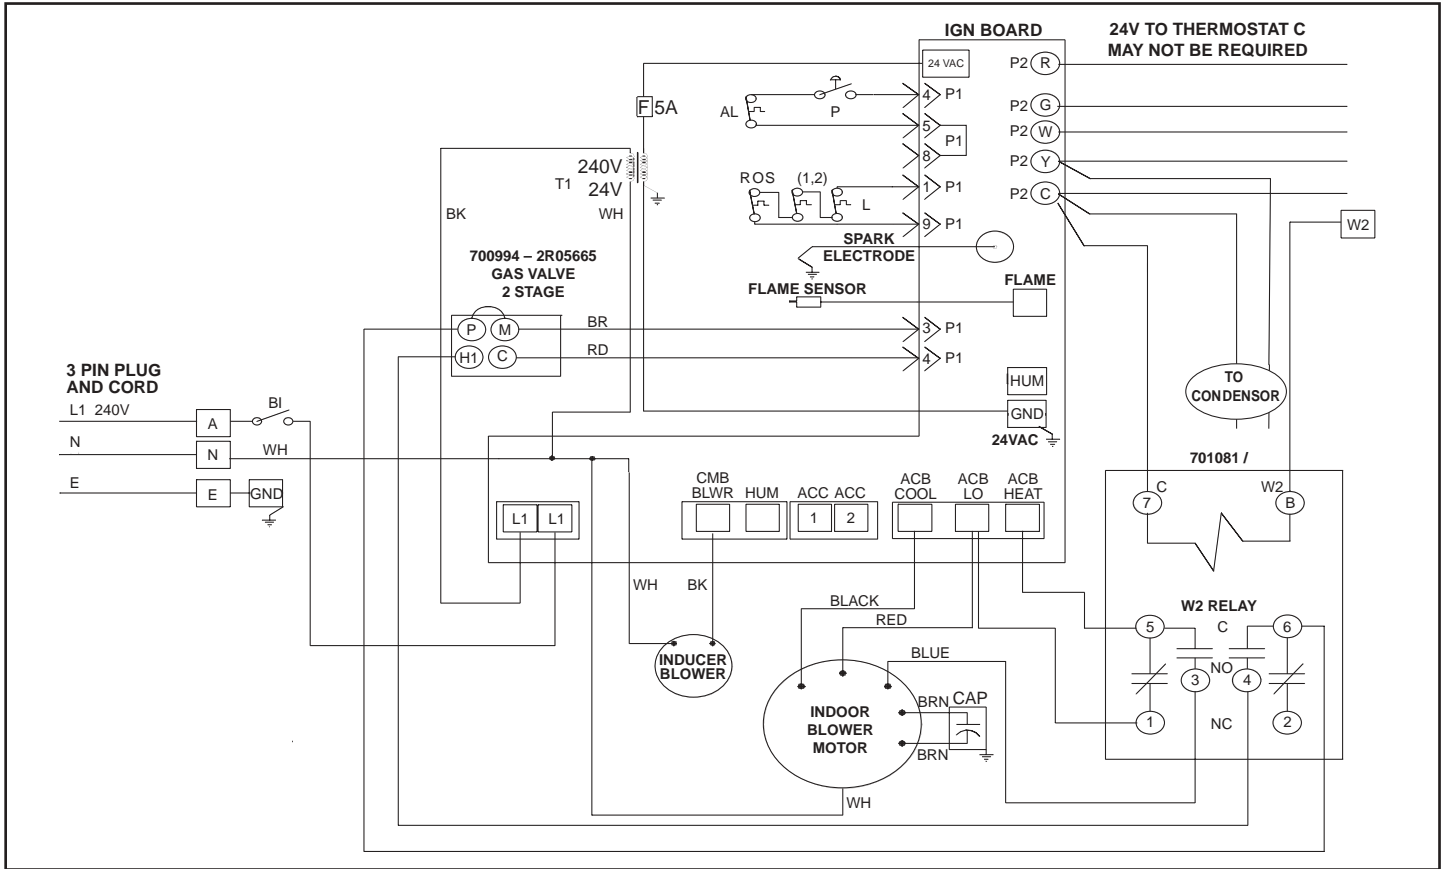 IGN BOARD
24V TO THERMOSTAT C
MAY NOT BE REQUIRED
24 VAC
P2 R
F 5A
AL
P
4 P1
P2 G
5
P1
P2 W
8
P2 Y
240V
T1
24V
ROS (1,2)
L
1 P1
P2 C
BK
WH
9 P1
W2
SPARK
ELECTRODE
700994 – 2R05665
GAS VALVE
2 STAGE
FLAME SENSOR
FLAME
P M
BR
3 P1
H1 C
RD
4 P1
3 PIN PLUG
AND CORD
HUM
TO
CONDENSOR
L1 240V
A
BI
GND
24VAC
N
N
WH
701081 /
E
E
GND
CMB
BLWR
HUM
ACC ACC
ACB
COOL
ACB
LO
ACB
HEAT
C
W2
7
B
L1 L1
1 2
WH
BK
BLACK
RED
BLUE
W2 RELAY
5
C
6
INDUCER
BLOWER
NO
3
4
INDOOR
BLOWER
MOTOR
BRN
CAP
BRN
1
NC
2
WH